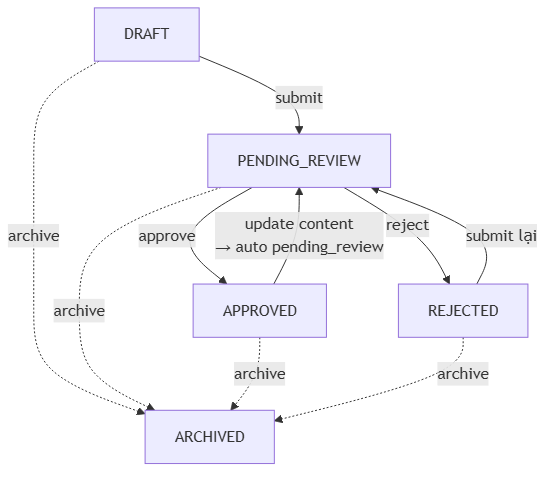 DRAFT
submit
PENDING_REVIEW
archive
approve
update content
→ auto pending_review
reject
submit lại
archive
APPROVED
REJECTED
archive
archive
ARCHIVED